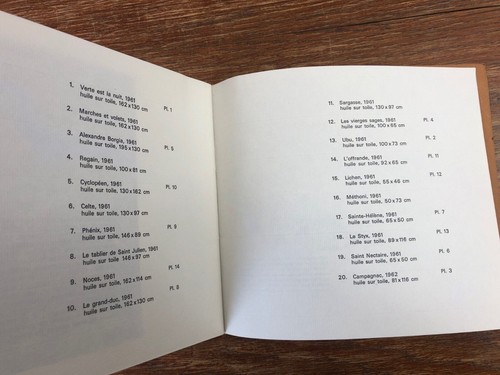 1. Verte est la nuit, 1961
huile sur toile, 162 x 130 cm Pl. 1
2. Marches et volets, 1961
huile sur toile, 162 x 130 cm
3. Alexandre Borgia, 1961
huile sur toile, 195 x 130 cm Pl. 5
4. Regain, 1961
huile sur toile, 100 x 81 cm
5. Cyclopéen, 1961
huile sur toile, 130 x 162 cm Pl. 10
6. Celte, 1961
huile sur toile, 130 x 97 cm
7. Phénix, 1961 Pl. 9
huile sur toile, 146 x 89 cm
8. Le tablier de Saint Julien, 1961
huile sur toile 146 x 97 cm
9. Noces, 1961 Pl. 14
huile sur toile, 162 x 114 cm
10. Le grand-duc, 1961 Pl. 8
huile sur toile, 162 x 130 cm
11. Sargasse, 1961
huile sur toile, 130 x 97 cm
12. Les vierges sages, 1961 Pl. 4
huile sur toile, 100 x 65 cm
13. Ubu, 1961 Pl. 2
huile sur toile, 100 x 73 cm
14. L'offrande, 1961 Pl. 11
huile sur toile, 92 x 65 cm
15. Lichen, 1961 Pl. 12
huile sur toile, 55 x 46 cm
16. Méthoni, 1961
huile sur toile, 50 x 73 cm
17. Sainte-Hélène, 1961 Pl. 7
huile sur toile, 65 x 50 cm
18. Le Styx, 1961 Pl. 13
huile sur toile, 89 x 116 cm
19. Saint Nectaire, 1961 Pl. 6
huile sur toile, 65 x 50 cm
20. Campagnac, 1962 Pl. 3
huile sur toile, 81 x 116 cm